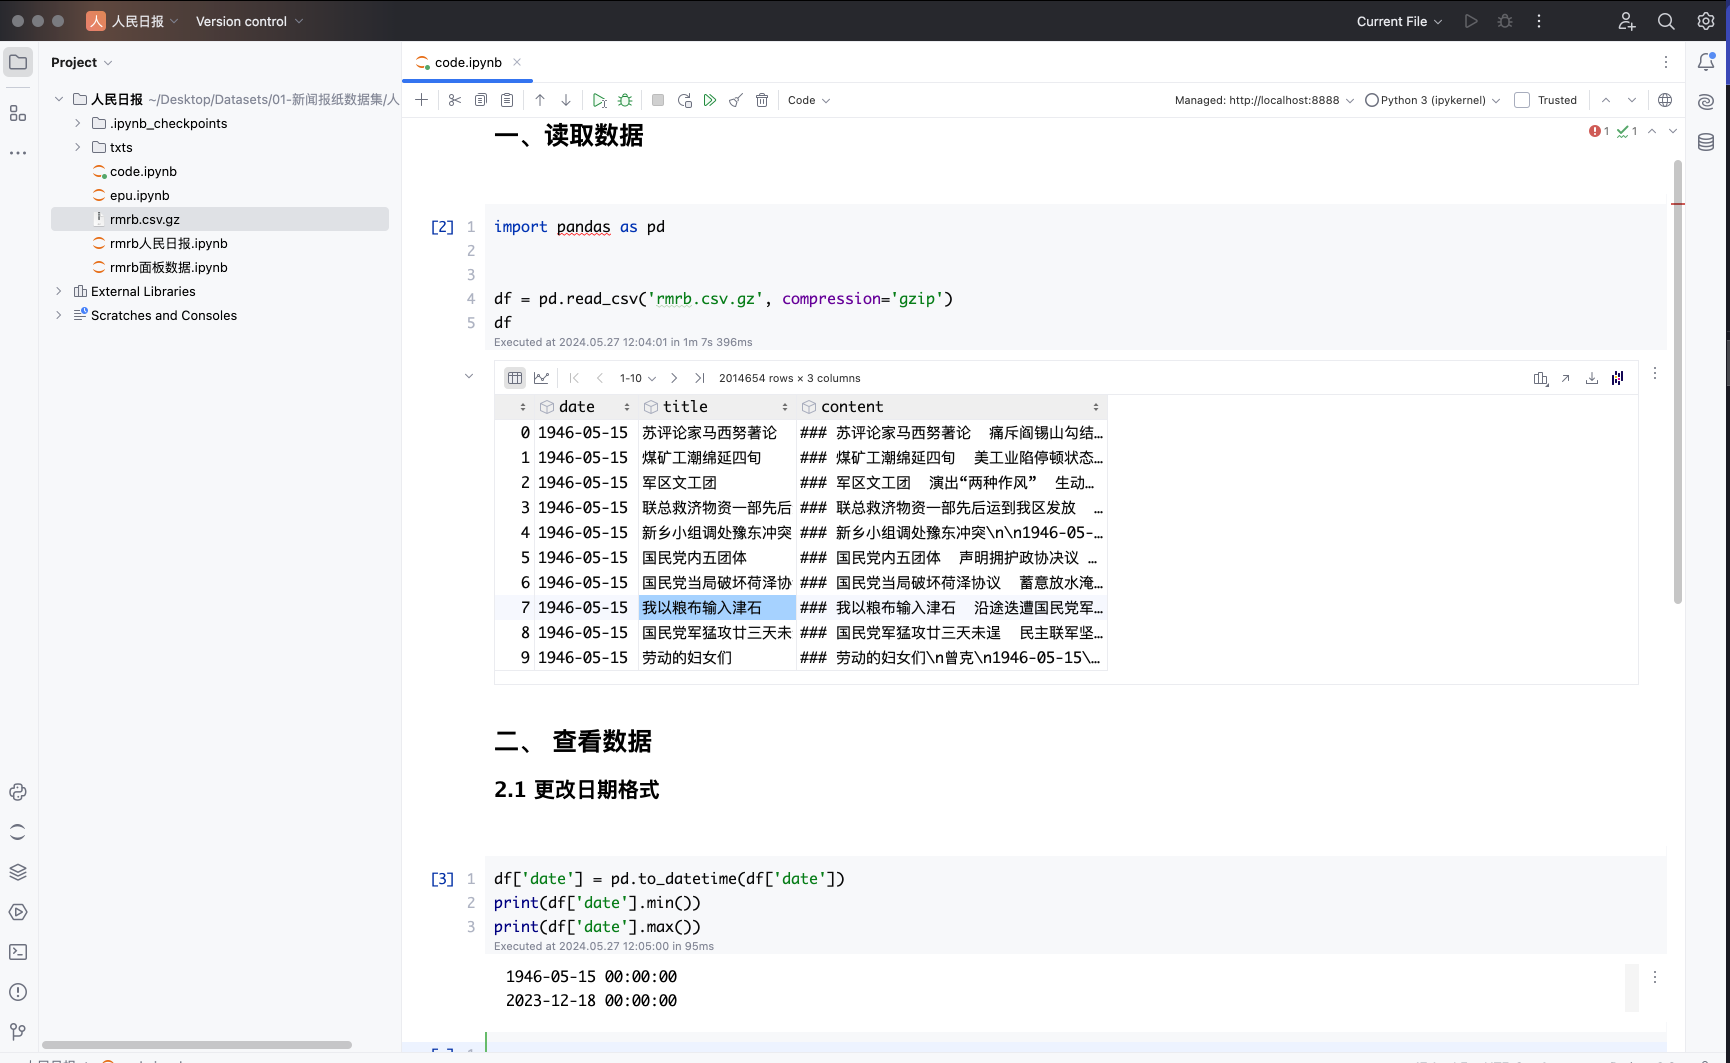 人 人民日报 Version control Current File
Project
code.ipynb
人民日报 ~/Desktop/Datasets/01-新闻报纸数据集/人
.ipynb_checkpoints
txts
code.ipynb
epu.ipynb
rmrb.csv.gz
rmrb人民日报.ipynb
rmrb面板数据.ipynb
External Libraries
Scratches and Consoles
Code Managed: http://localhost:8888 Python 3 (ipykernel) Trusted
1 1
一、读取数据
[2] 1 import pandas as pd
2
3
4 df = pd.read_csv('rmrb.csv.gz', compression='gzip')
5 df
Executed at 2024.05.27 12:04:01 in 1m 7s 396ms
1-10 2014654 rows × 3 columns
date title content
0 1946-05-15 苏评论家马西努著论 ### 苏评论家马西努著论 痛斥阎锡山勾结…
1 1946-05-15 煤矿工潮绵延四旬 ### 煤矿工潮绵延四旬 美工业陷停顿状态…
2 1946-05-15 军区文工团 ### 军区文工团 演出“两种作风” 生动…
3 1946-05-15 联总救济物资一部先后 ### 联总救济物资一部先后运到我区发放 …
4 1946-05-15 新乡小组调处豫东冲突 ### 新乡小组调处豫东冲突\n\n1946-05-…
5 1946-05-15 国民党内五团体 ### 国民党内五团体 声明拥护政协决议 …
6 1946-05-15 国民党当局破坏荷泽协 ### 国民党当局破坏荷泽协议 蓄意放水淹…
7 1946-05-15 我以粮布输入津石 ### 我以粮布输入津石 沿途迭遭国民党军…
8 1946-05-15 国民党军猛攻廿三天未 ### 国民党军猛攻廿三天未逞 民主联军坚…
9 1946-05-15 劳动的妇女们 ### 劳动的妇女们\n曾克\n1946-05-15\…
二、 查看数据
2.1 更改日期格式
[3] 1 df['date'] = pd.to_datetime(df['date'])
2 print(df['date'].min())
3 print(df['date'].max())
Executed at 2024.05.27 12:05:00 in 95ms
1946-05-15 00:00:00
2023-12-18 00:00:00